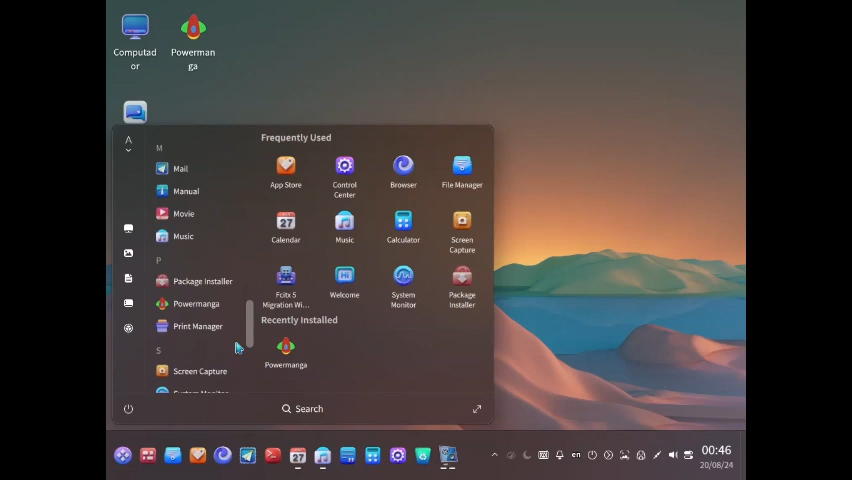 Computad
or
Powerman
ga
A
M
Mail
Manual
Movie
Music
P
Package Installer
Powermanga
Print Manager
S
Screen Capture
System Monitor
Frequently Used
App Store
Control
Center
Browser
File Manager
Calendar
Music
Calculator
Screen
Capture
Fcitx 5
Migration Wi...
Welcome
System
Monitor
Package
Installer
Recently Installed
Powermanga
Search
en
00:46
20/08/24